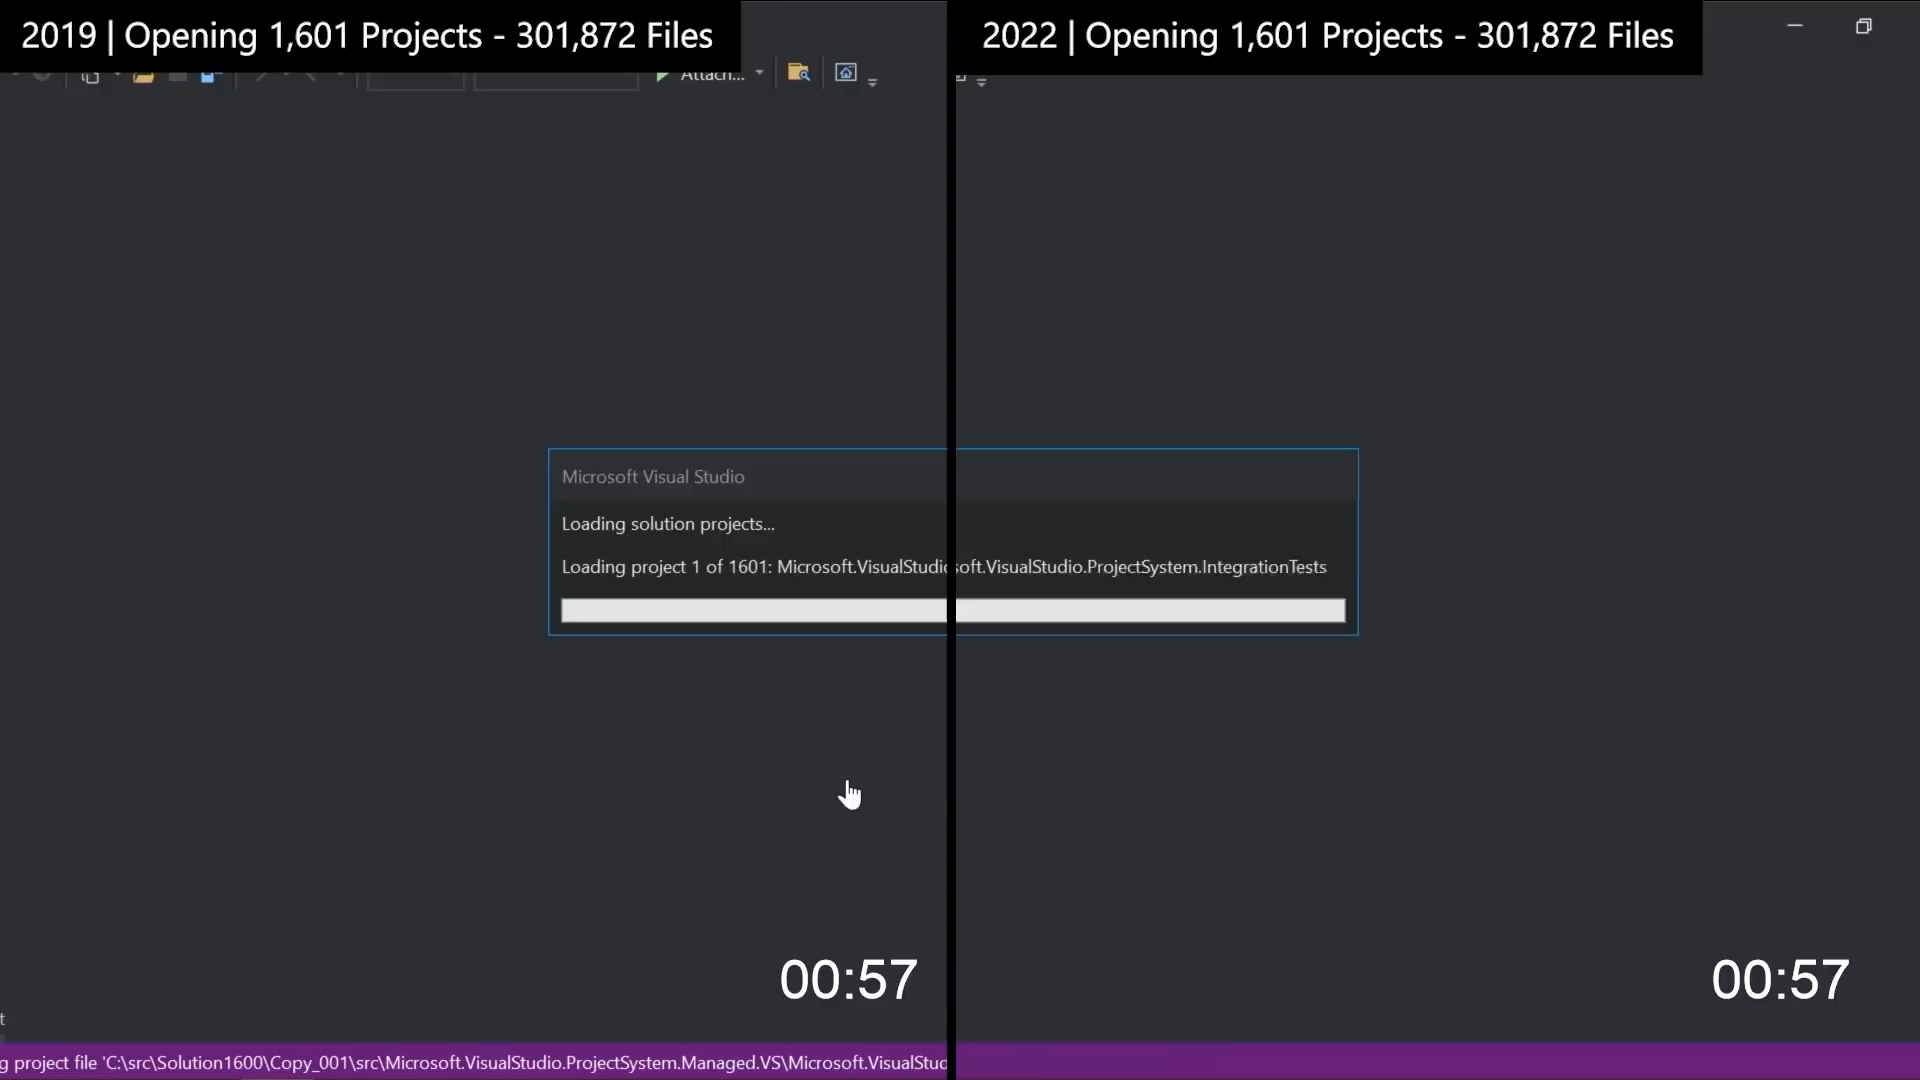 2019 | Opening 1,601 Projects - 301,872 Files
2022 | Opening 1,601 Projects - 301,872 Files
Attach...
Microsoft Visual Studio
Loading solution projects...
Loading project 1 of 1601: Microsoft.VisualStudio
soft.VisualStudio.ProjectSystem.IntegrationTests
00:57
00:57
t
g project file 'C:\src\Solution1600\Copy_001\src\Microsoft.VisualStudio.ProjectSystem.Managed.VS\Microsoft.VisualStud